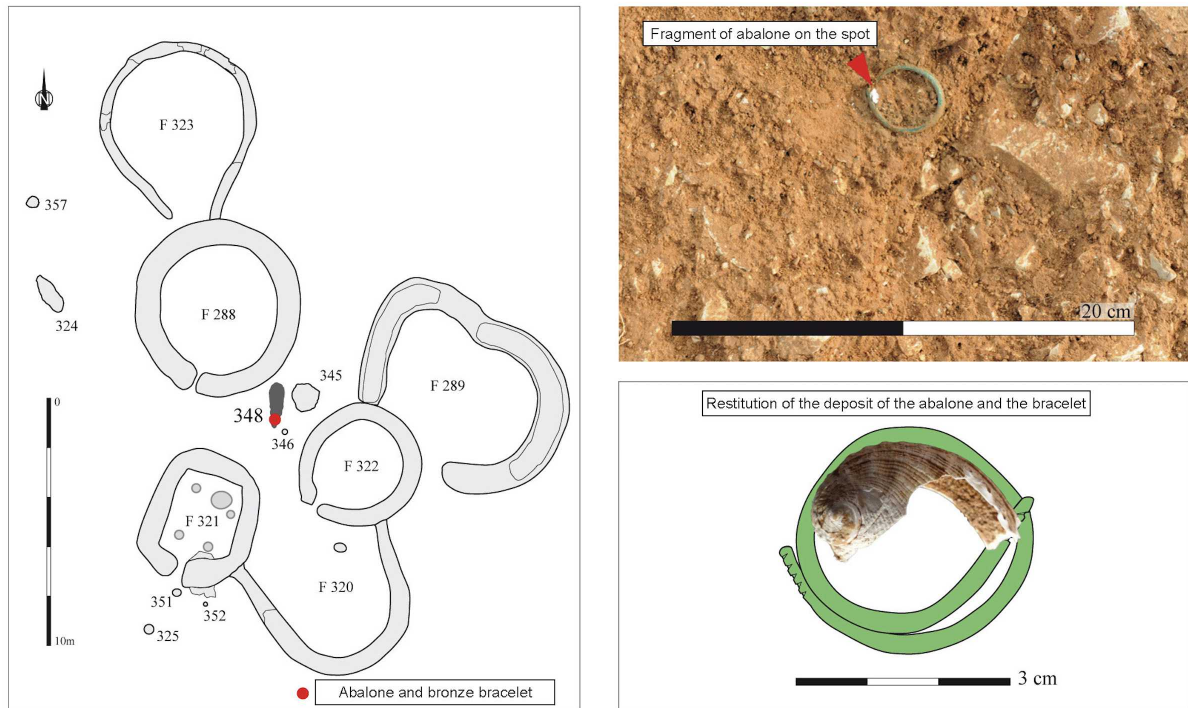 N
F 323
357
F 288
324
345
F 289
0
348
346
F 322
F 321
F 320
351
352
325
10m
Abalone and bronze bracelet
Fragment of abalone on the spot
20 cm
Restitution of the deposit of the abalone and the bracelet
3 cm